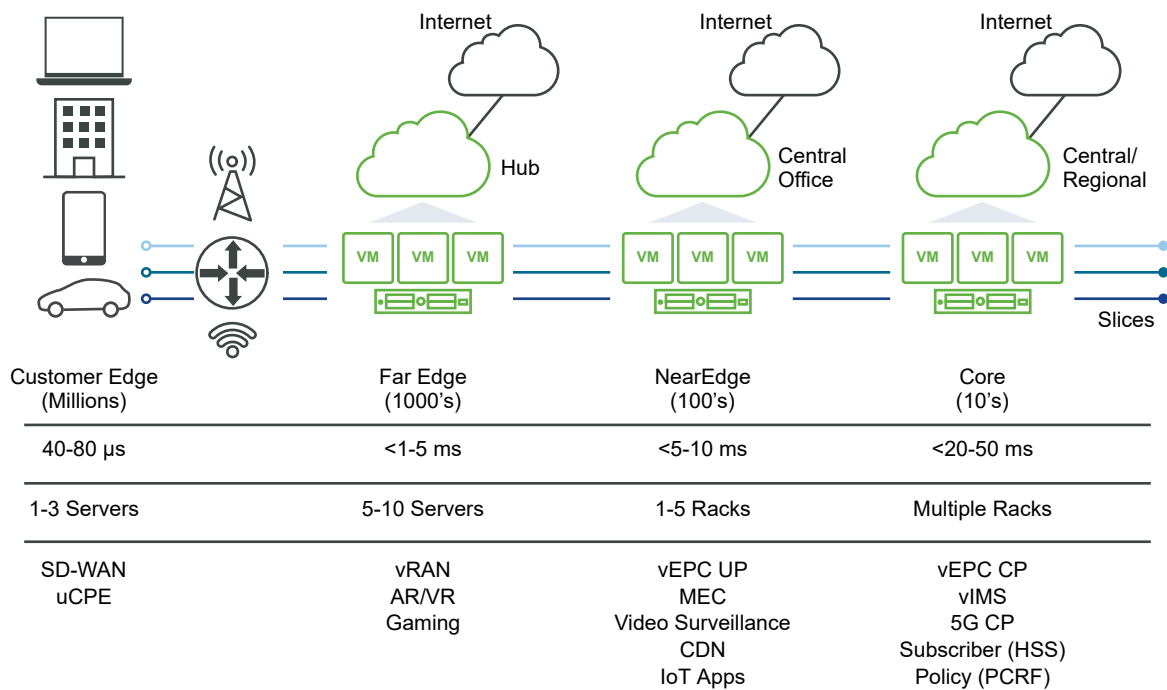 Internet
Internet
Internet
Hub
Central
Office
Central/
Regional
VM VM VM
VM VM VM
VM VM VM
Slices
Customer Edge
(Millions)
Far Edge
(1000's)
NearEdge
(100's)
Core
(10's)
40-80 μs
<1-5 ms
<5-10 ms
<20-50 ms
1-3 Servers
5-10 Servers
1-5 Racks
Multiple Racks
SD-WAN
uCPE
vRAN
AR/VR
Gaming
vEPC UP
MEC
Video Surveillance
CDN
IoT Apps
vEPC CP
vIMS
5G CP
Subscriber (HSS)
Policy (PCRF)